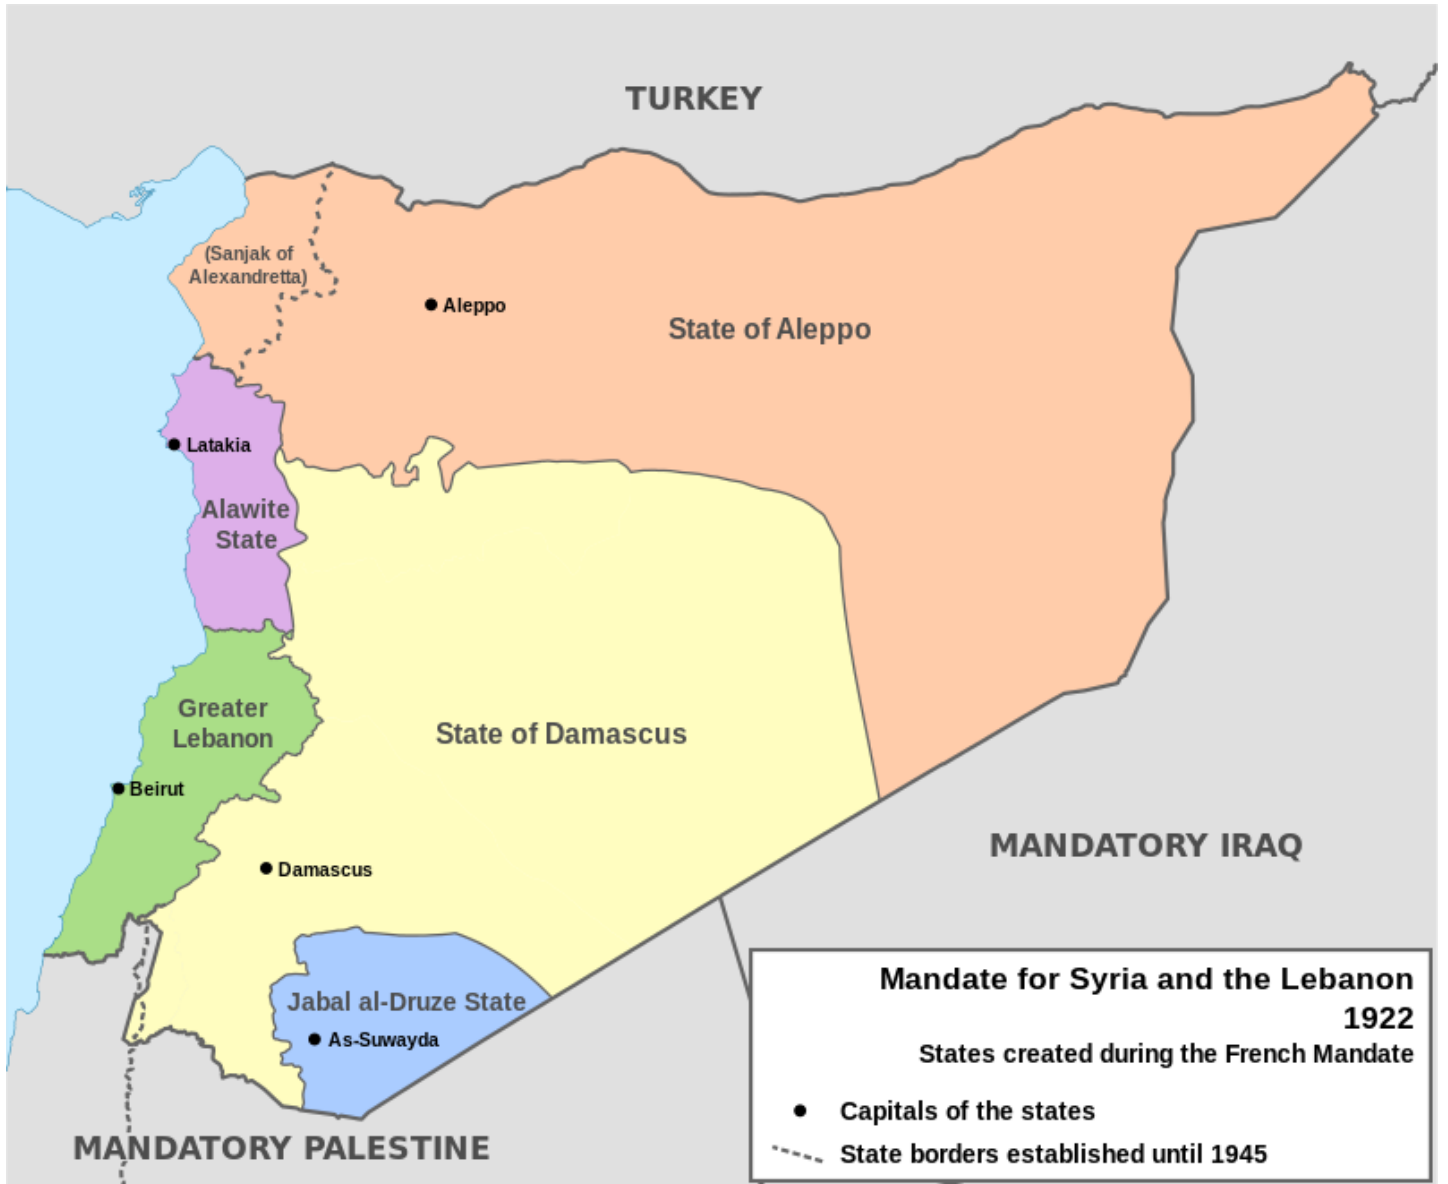 TURKEY
(Sanjak of
Alexandretta)
Aleppo
State of Aleppo
Latakia
Alawite
State
Greater
Lebanon
State of Damascus
Beirut
MANDATORY IRAQ
Damascus
Jabal al-Druze State
As-Suwayda
MANDATORY PALESTINE
Mandate for Syria and the Lebanon
1922
States created during the French Mandate
Capitals of the states
State borders established until 1945